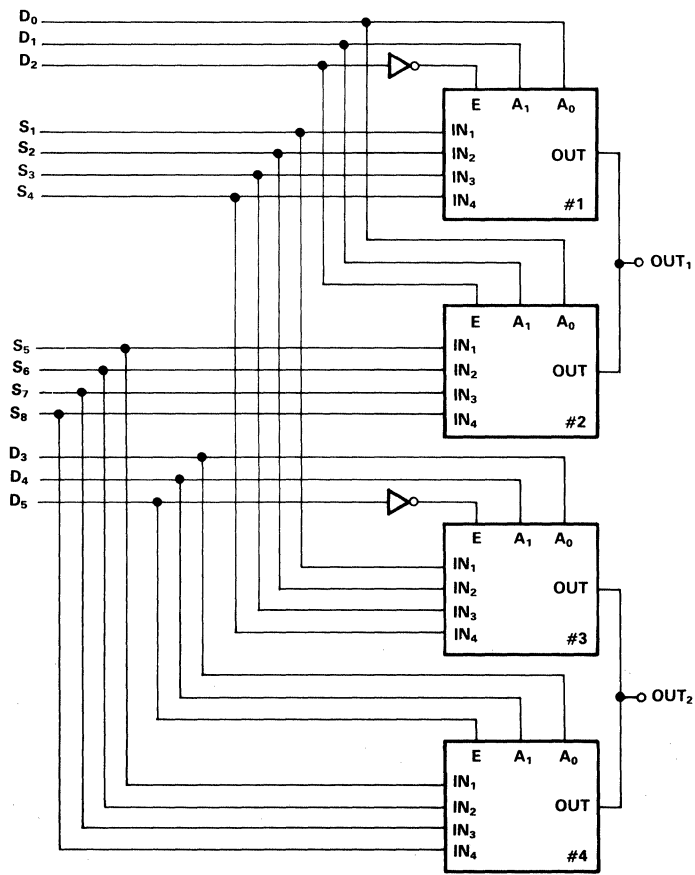 D₀
D₁
D₂
E A₁ A₀
S₁
S₂
S₃
S₄
IN₁
IN₂
IN₃
IN₄
OUT
#1
OUT₁
E A₁ A₀
S₅
S₆
S₇
S₈
IN₁
IN₂
IN₃
IN₄
OUT
#2
D₃
D₄
D₅
E A₁ A₀
IN₁
IN₂
IN₃
IN₄
OUT
#3
OUT₂
E A₁ A₀
IN₁
IN₂
IN₃
IN₄
OUT
#4